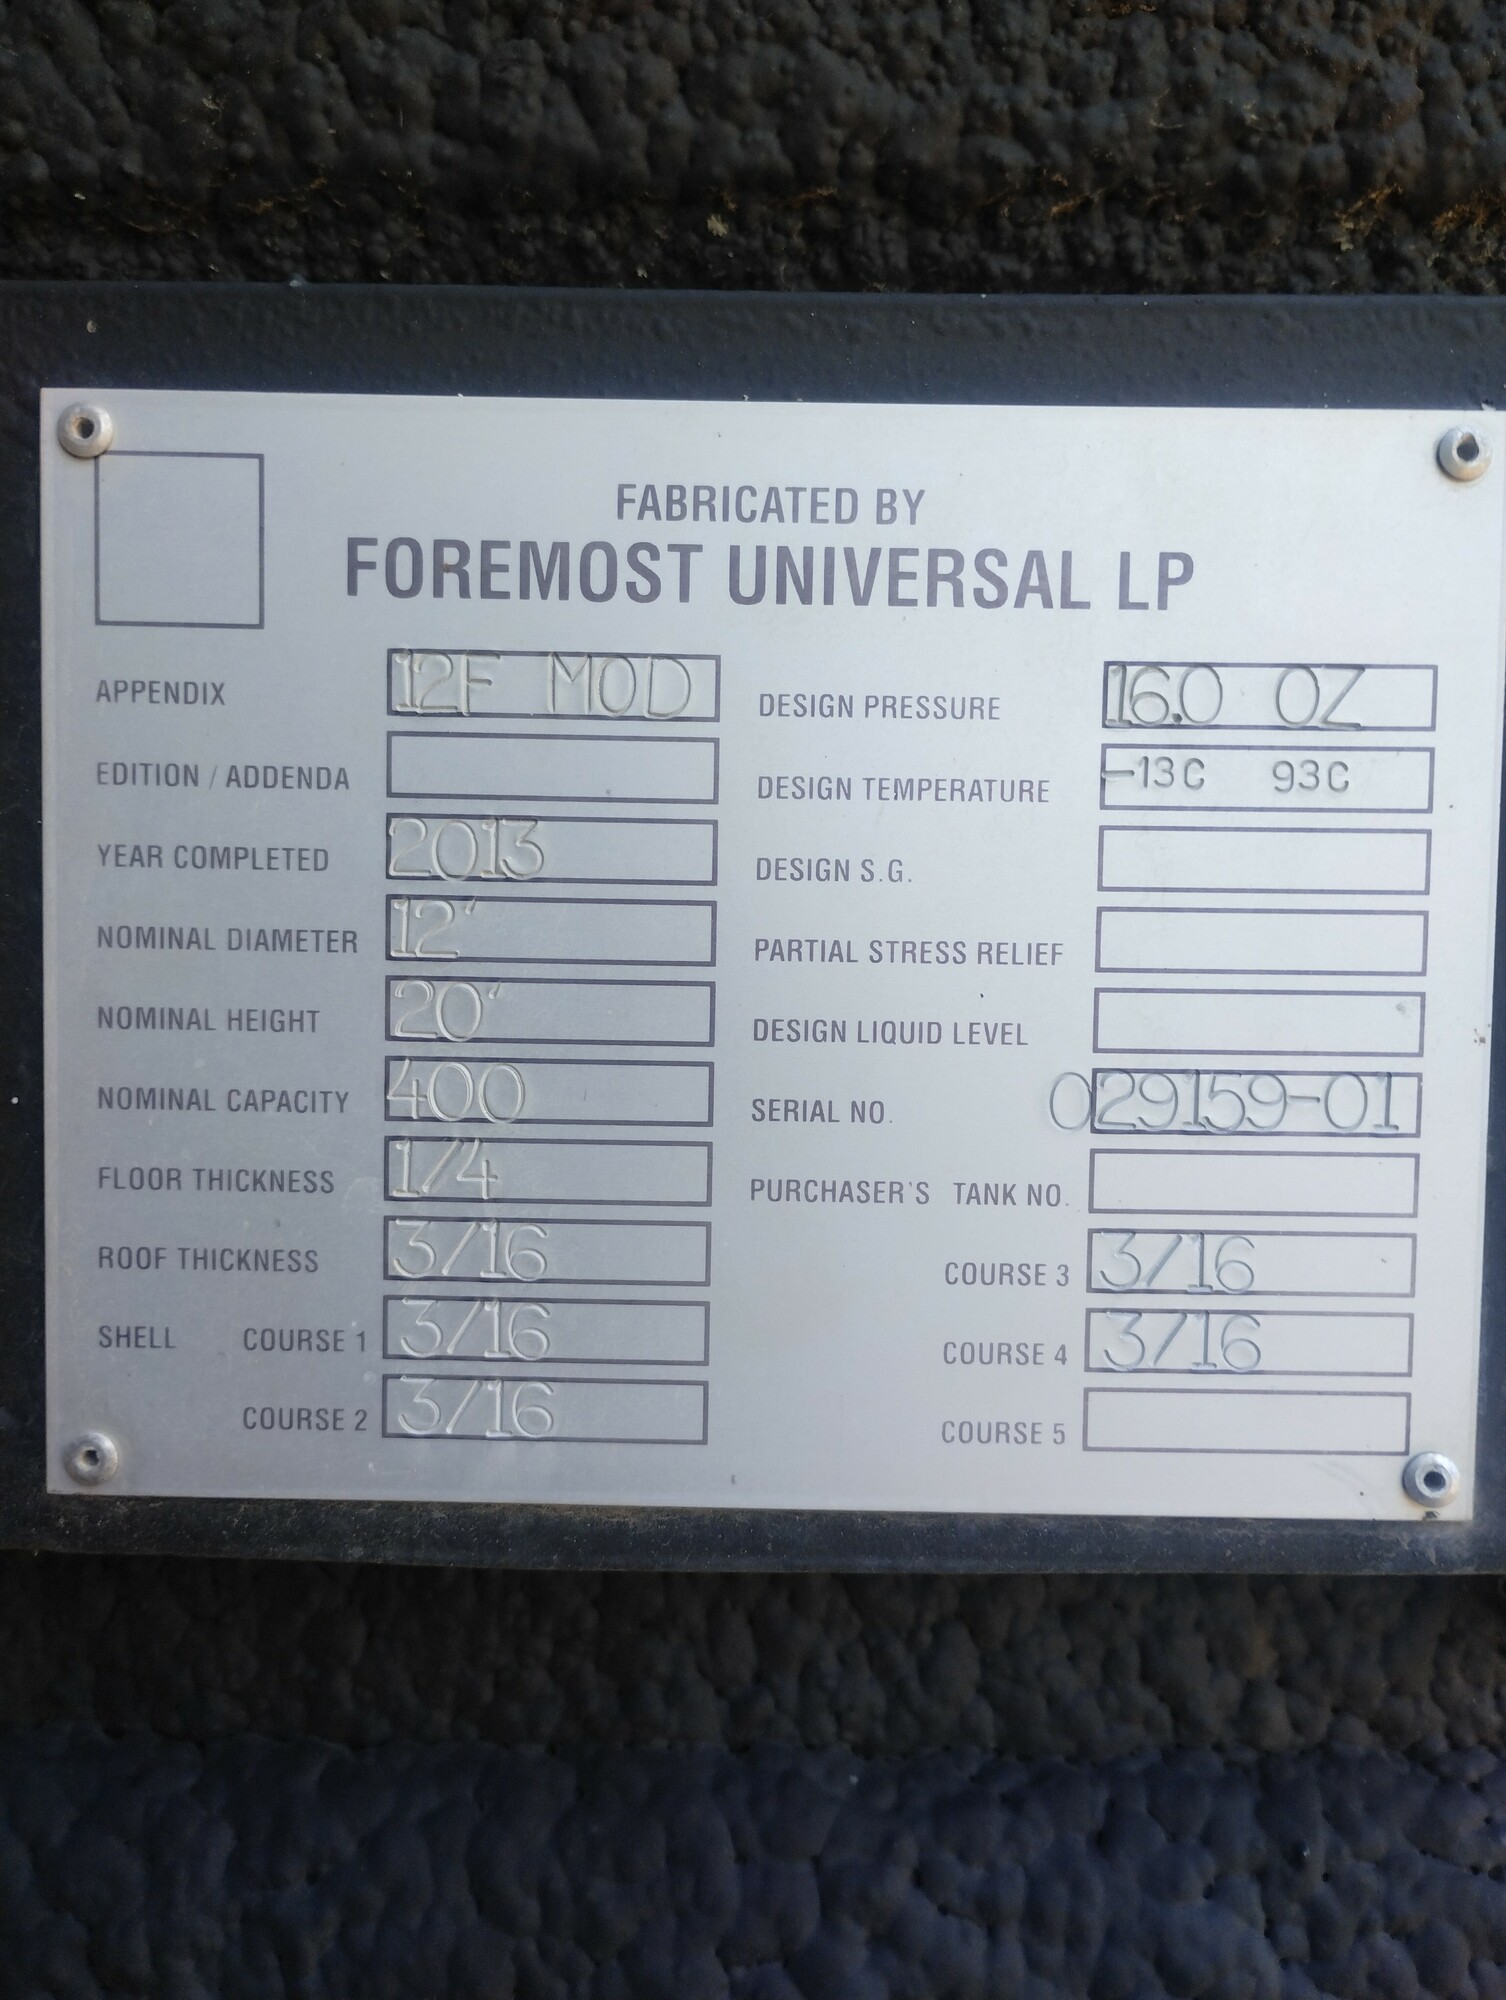 FABRICATED BY
FOREMOST UNIVERSAL LP
APPENDIX 12F MOD DESIGN PRESSURE 16.0 OZ
EDITION / ADDENDA DESIGN TEMPERATURE -13C 93C
YEAR COMPLETED 2013 DESIGN S.G.
NOMINAL DIAMETER 12' PARTIAL STRESS RELIEF
NOMINAL HEIGHT 20' DESIGN LIQUID LEVEL
NOMINAL CAPACITY 400 SERIAL NO. 029159-01
FLOOR THICKNESS 1/4 PURCHASER'S TANK NO.
ROOF THICKNESS 3/16 COURSE 3 3/16
SHELL COURSE 1 3/16 COURSE 4 3/16
COURSE 2 3/16 COURSE 5